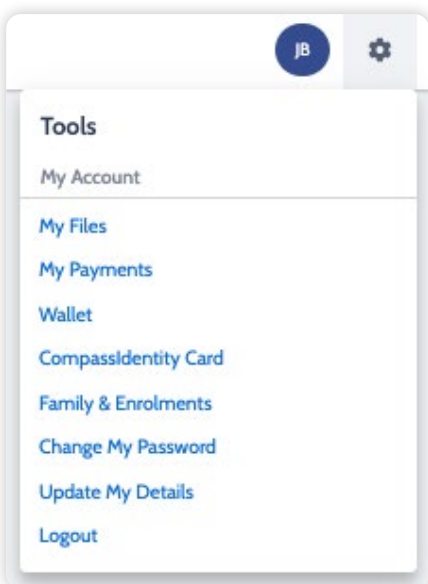 JB
Tools
My Account
My Files
My Payments
Wallet
CompassIdentity Card
Family & Enrolments
Change My Password
Update My Details
Logout